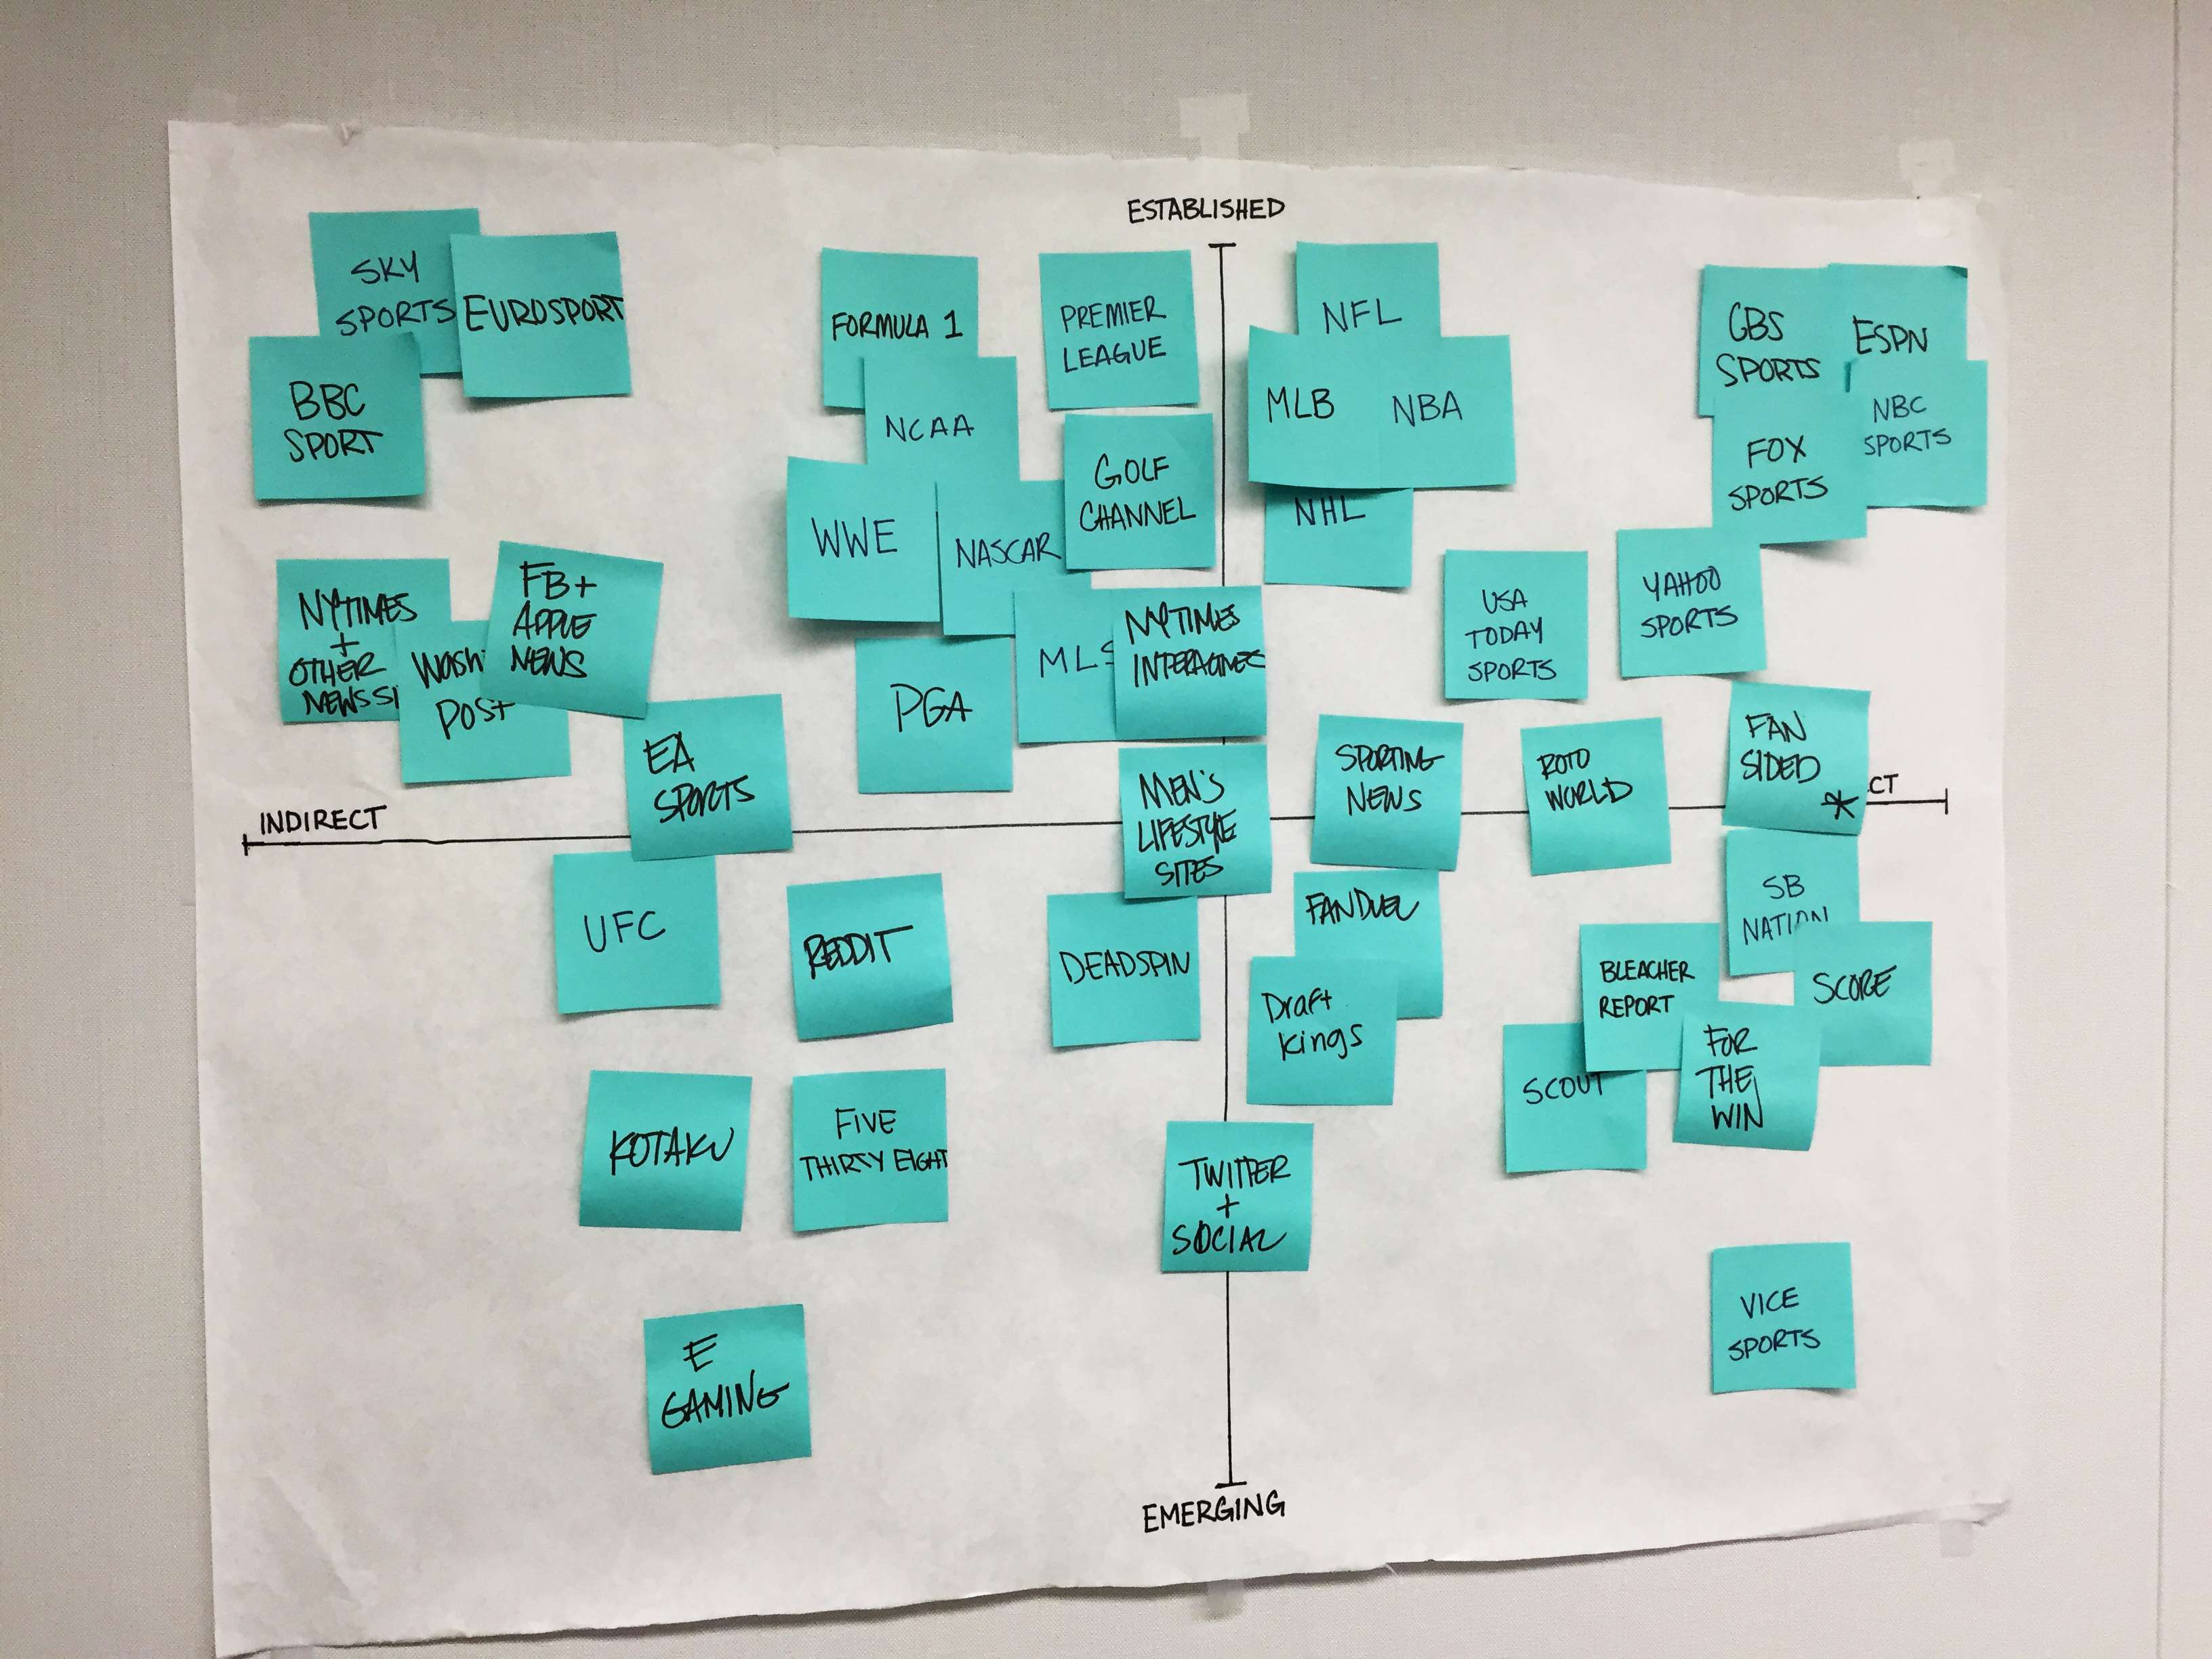 ESTABLISHED
SKY
SPORTS
EUROSPORT
BBC
SPORT
FORMULA 1
PREMIER
LEAGUE
NCAA
GOLF
CHANNEL
WWE
NASCAR
NFL
MLB
NBA
NHL
CBS
SPORTS
ESPN
NBC
SPORTS
FOX
SPORTS
NYTIMES
+
OTHER
NEWS SI
WASH
POST
FB +
APPLE
NEWS
EA
SPORTS
PGA
MLS
NYTIMES
INTERACTIVES
USA
TODAY
SPORTS
YAHOO
SPORTS
MEN'S
LIFESTYLE
SITES
SPORTING
NEWS
ROTO
WORLD
FAN
SIDED
*
CT
INDIRECT
UFC
REDDIT
DEADSPIN
FANDUEL
Draft
Kings
SB
NATION
BLEACHER
REPORT
SCORE
SCOUT
FOR
THE
WIN
KOTAKU
FIVE
THIRTY EIGHT
TWITTER
+
SOCIAL
VICE
SPORTS
E
GAMING
EMERGING